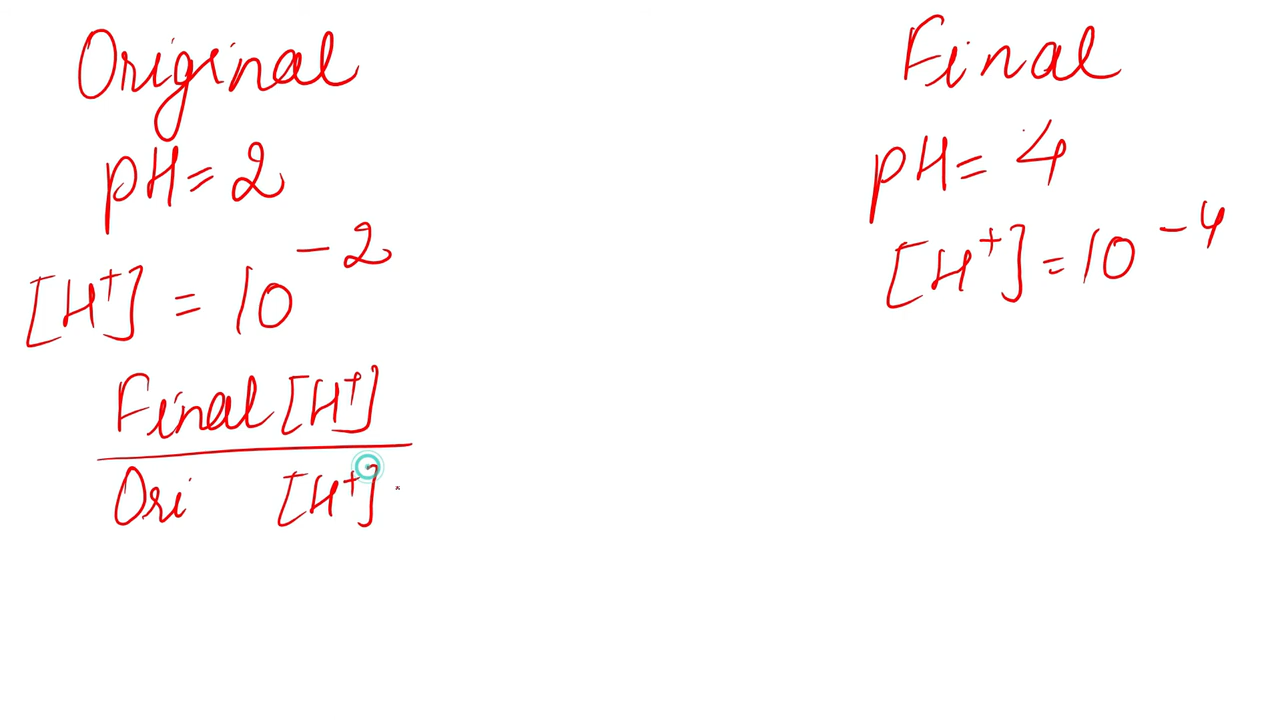 Original
pH = 2
[H⁺] = 10⁻²
Final [H⁺]
Ori [H⁺]
Final
pH = 4
[H⁺] = 10⁻⁴